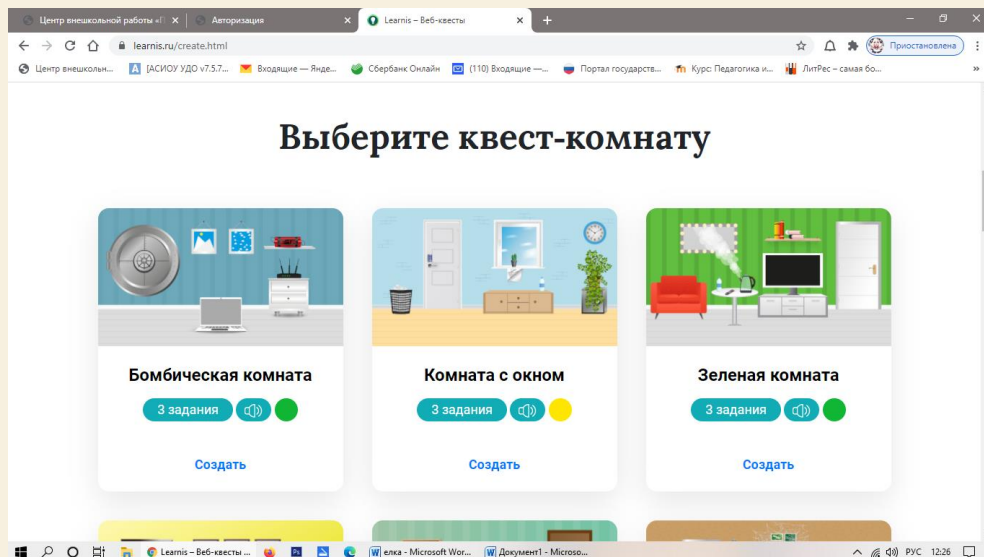 Центр внешкольной работы «П
Авторизация
Learnis – Веб-квесты
learnis.ru/create.html
Приостановлена
Центр внешкольн...
[АСИОУ УДО v7.5.7...
Входящие — Янде...
Сбербанк Онлайн
(110) Входящие —...
Портал государств...
Курс: Педагогика и...
ЛитРес – самая бо...
Выберите квест-комнату
Бомбическая комната
Комната с окном
Зеленая комната
3 задания
3 задания
3 задания
Создать
Создать
Создать
Learnis – Веб-квесты ...
елка - Microsoft Wor...
Документ1 - Microso...
РУС
12:26